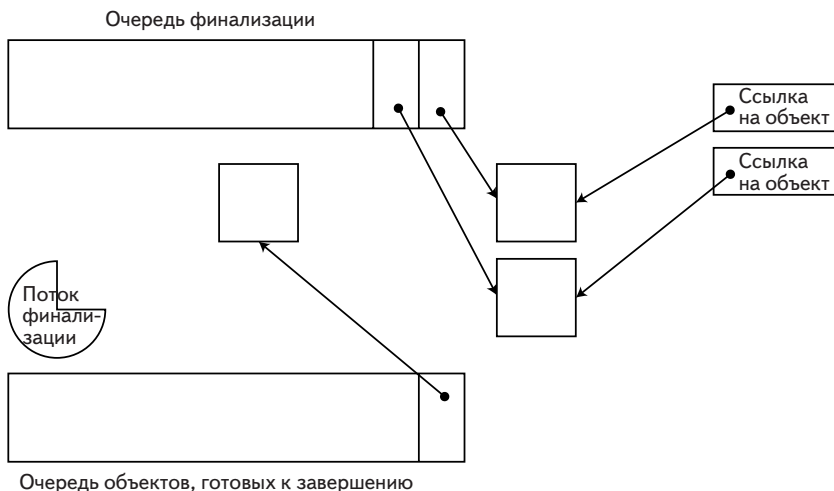 Очередь финализации
Ссылка
на объект
Ссылка
на объект
Поток
финали-
зации
Очередь объектов, готовых к завершению